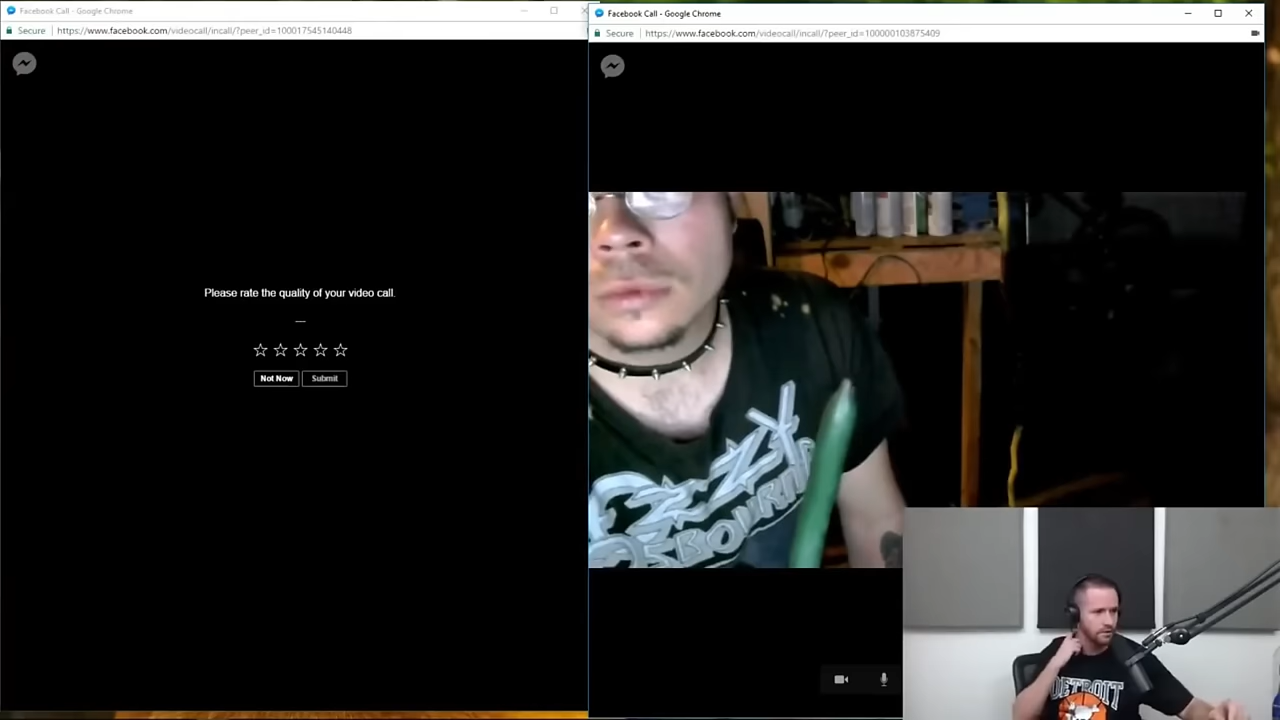 Facebook Call - Google Chrome
Secure
https://www.facebook.com/videocall/incall/?peer_id=100017545140448
Please rate the quality of your video call.
Not Now
Submit
Facebook Call - Google Chrome
Secure
https://www.facebook.com/videocall/incall/?peer_id=100000103875409
OZZY
OSBOURNE
DETROIT